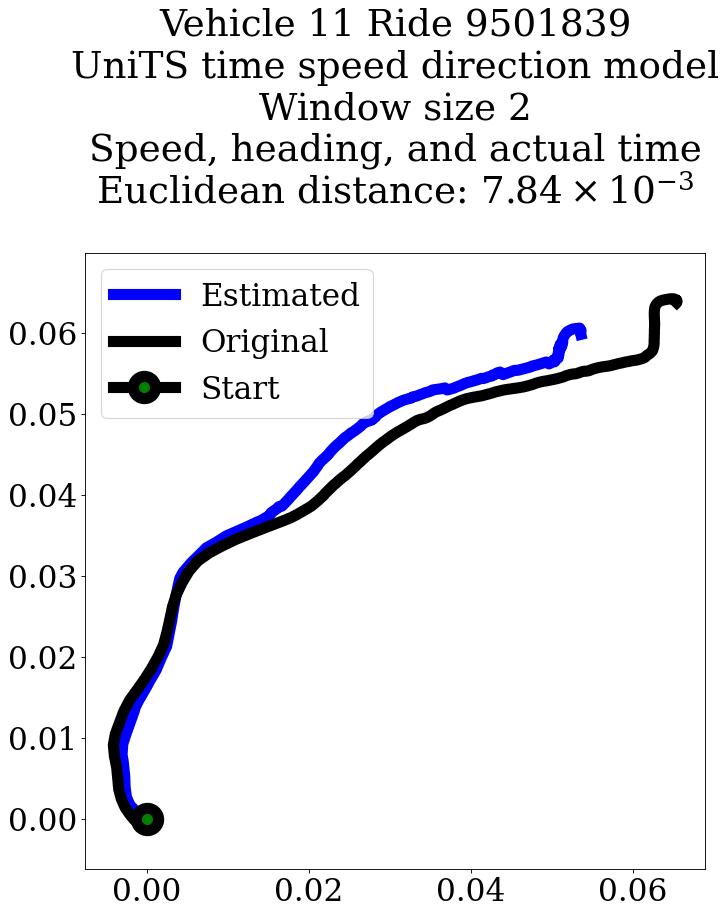 Vehicle 11 Ride 9501839
UniTS time speed direction model
Window size 2
Speed, heading, and actual time
Euclidean distance: 7.84 × 10⁻³
Estimated
Original
Start
0.06
0.05
0.04
0.03
0.02
0.01
0.00
0.00 0.02 0.04 0.06